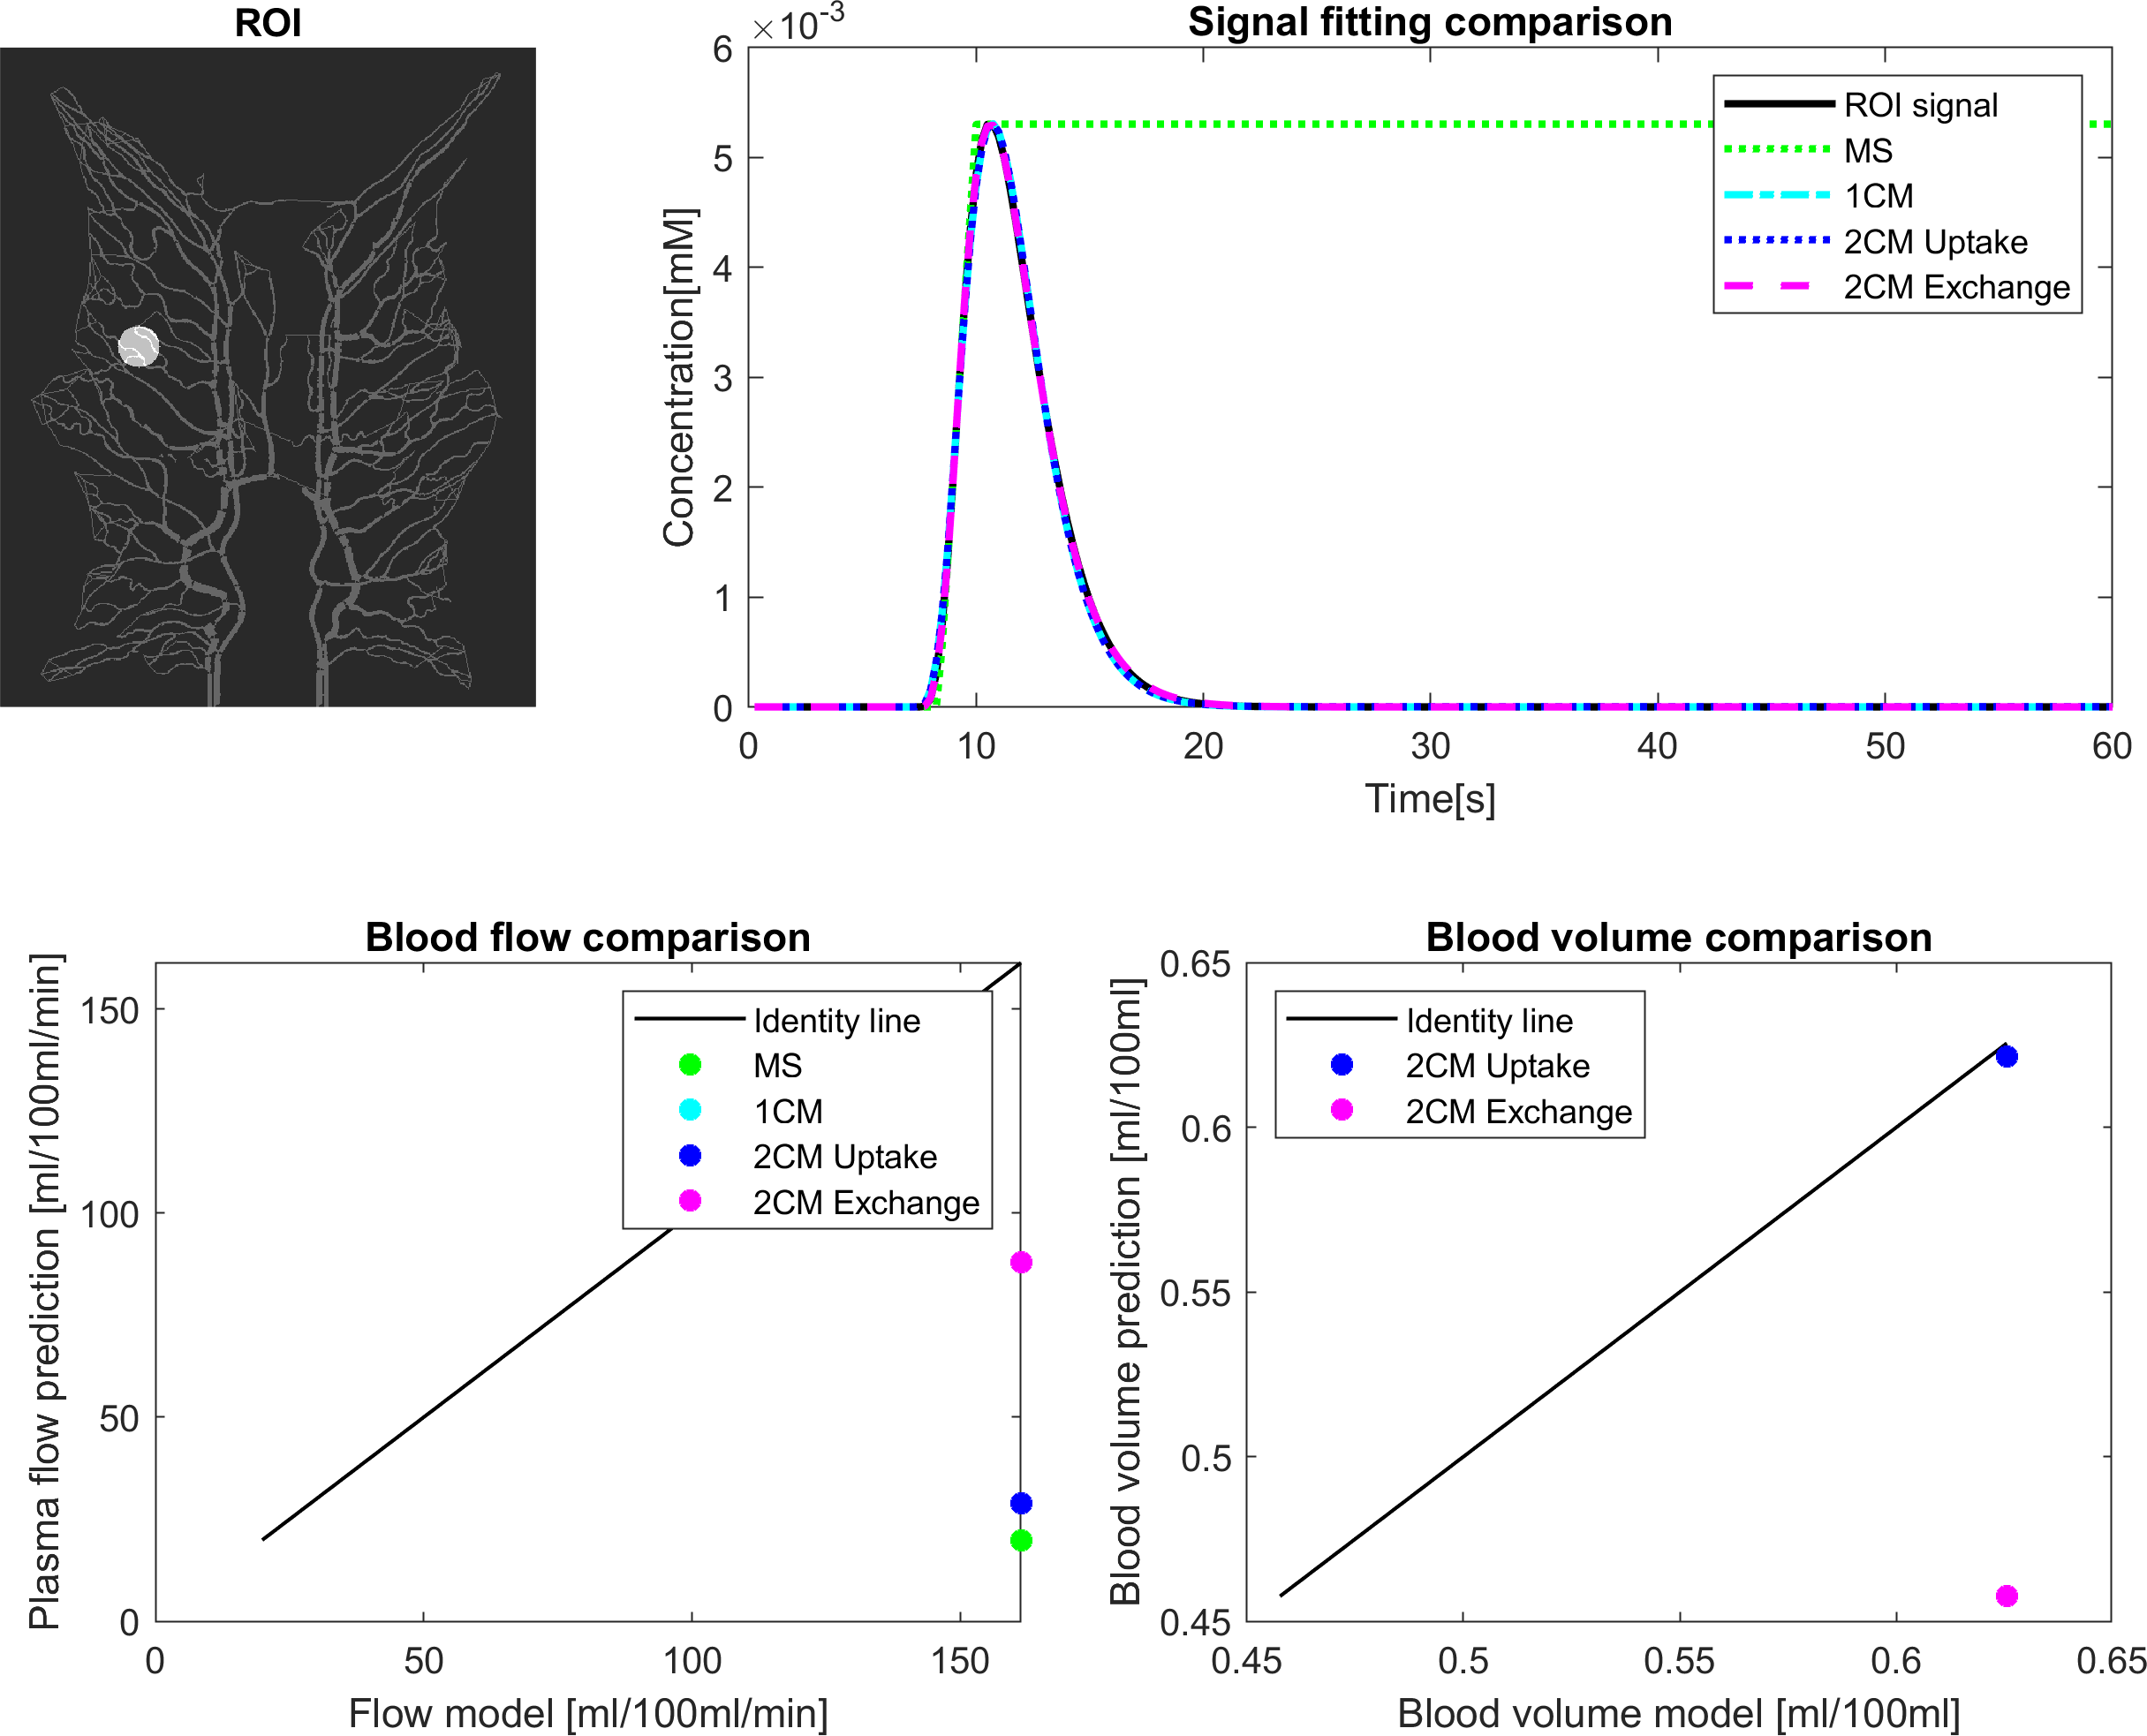 ROI
Signal fitting comparison
×10-3
6
5
4
3
2
1
0
Concentration[mM]
0 10 20 30 40 50 60
Time[s]
ROI signal
MS
1CM
2CM Uptake
2CM Exchange
Blood flow comparison
150
100
50
0
Plasma flow prediction [ml/100ml/min]
0 50 100 150
Flow model [ml/100ml/min]
Identity line
MS
1CM
2CM Uptake
2CM Exchange
Blood volume comparison
0.65
0.6
0.55
0.5
0.45
Blood volume prediction [ml/100ml]
0.45 0.5 0.55 0.6 0.65
Blood volume model [ml/100ml]
Identity line
2CM Uptake
2CM Exchange